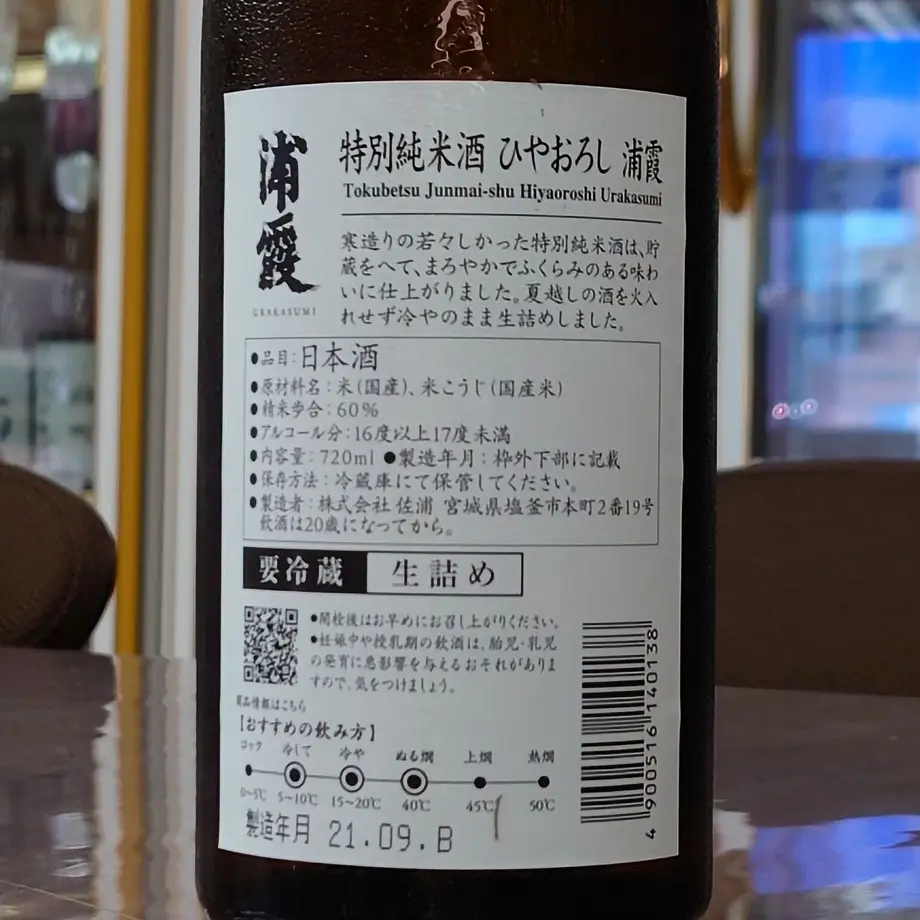 浦霞
URAKASUMI
特別純米酒 ひやおろし 浦霞
Tokubetsu Junmai-shu Hiyaoroshi Urakasumi
寒造りの若々しかった特別純米酒は、貯
蔵をへて、まろやかでふくらみのある味わ
いに仕上がりました。夏越しの酒を火入
れせず冷やのまま生詰めしました。
●品目:日本酒
●原材料名:米(国産)、米こうじ(国産米)
●精米歩合:60%
●アルコール分:16度以上17度未満
●内容量:720ml ●製造年月:枠外下部に記載
●保存方法:冷蔵庫にて保管してください。
●製造者:株式会社 佐浦 宮城県塩釜市本町2番19号
飲酒は20歳になってから。
要冷蔵 生詰め
●開栓後はお早めにお召し上がりください。
●妊娠中や授乳期の飲酒は、胎児・乳児
の発育に悪影響を与えるおそれがありま
すので、気をつけましょう。
商品情報はこちら
【おすすめの飲み方】
ロック 冷して 冷や ぬる燗 上燗 熱燗
0~5℃ 5~10℃ 15~20℃ 40℃ 45℃ 50℃
製造年月 21.09.B
4 900516 140138